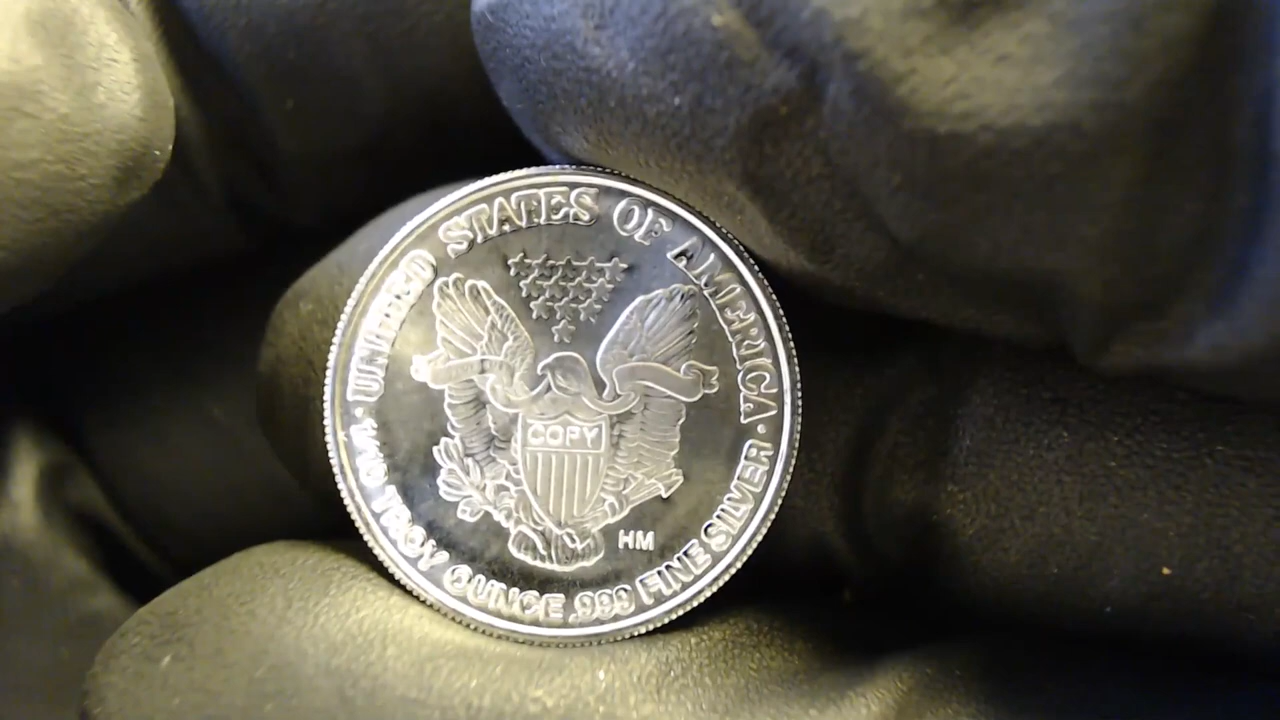 UNITED STATES OF AMERICA
COPY
HM
1/10 TROY OUNCE .999 FINE SILVER